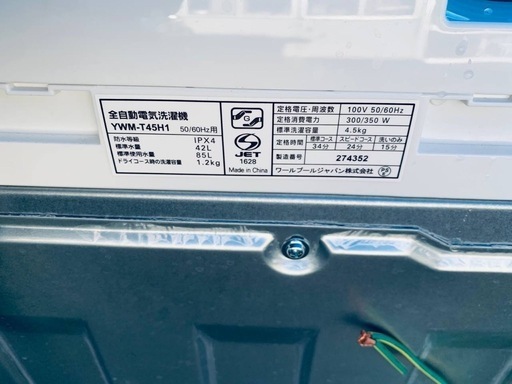 全自動電気洗濯機
YWM-T45H1 50/60Hz用
防水等級 IPX4
標準水量 42L
標準使用水量 85L
ドライコース時の洗濯容量 1.2kg
G
S
JET
1628
Made in China
定格電圧・周波数 100V 50/60Hz
定格消費電力 300/350 W
標準洗濯容量 4.5kg
定格時間 標準コース スピードコース 洗いのみ
34分 24分 15分
製造番号 274352
ワールプールジャパン株式会社 PS